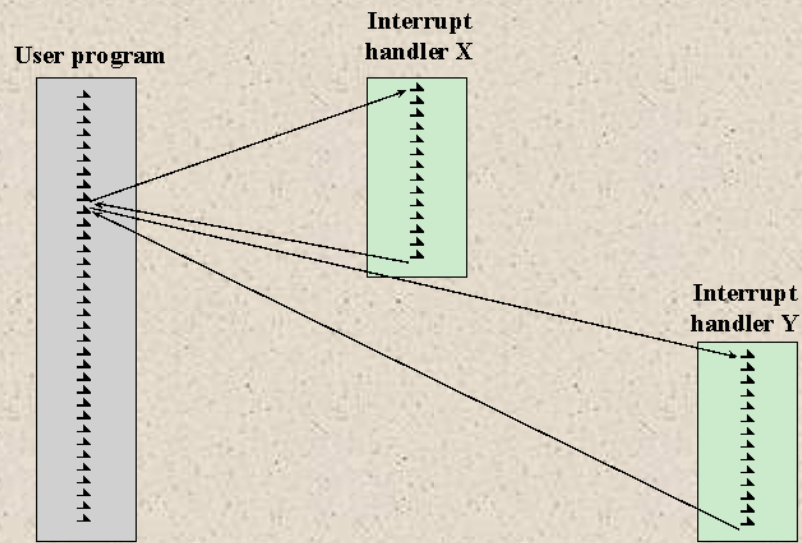 User program
Interrupt
handler X
Interrupt
handler Y